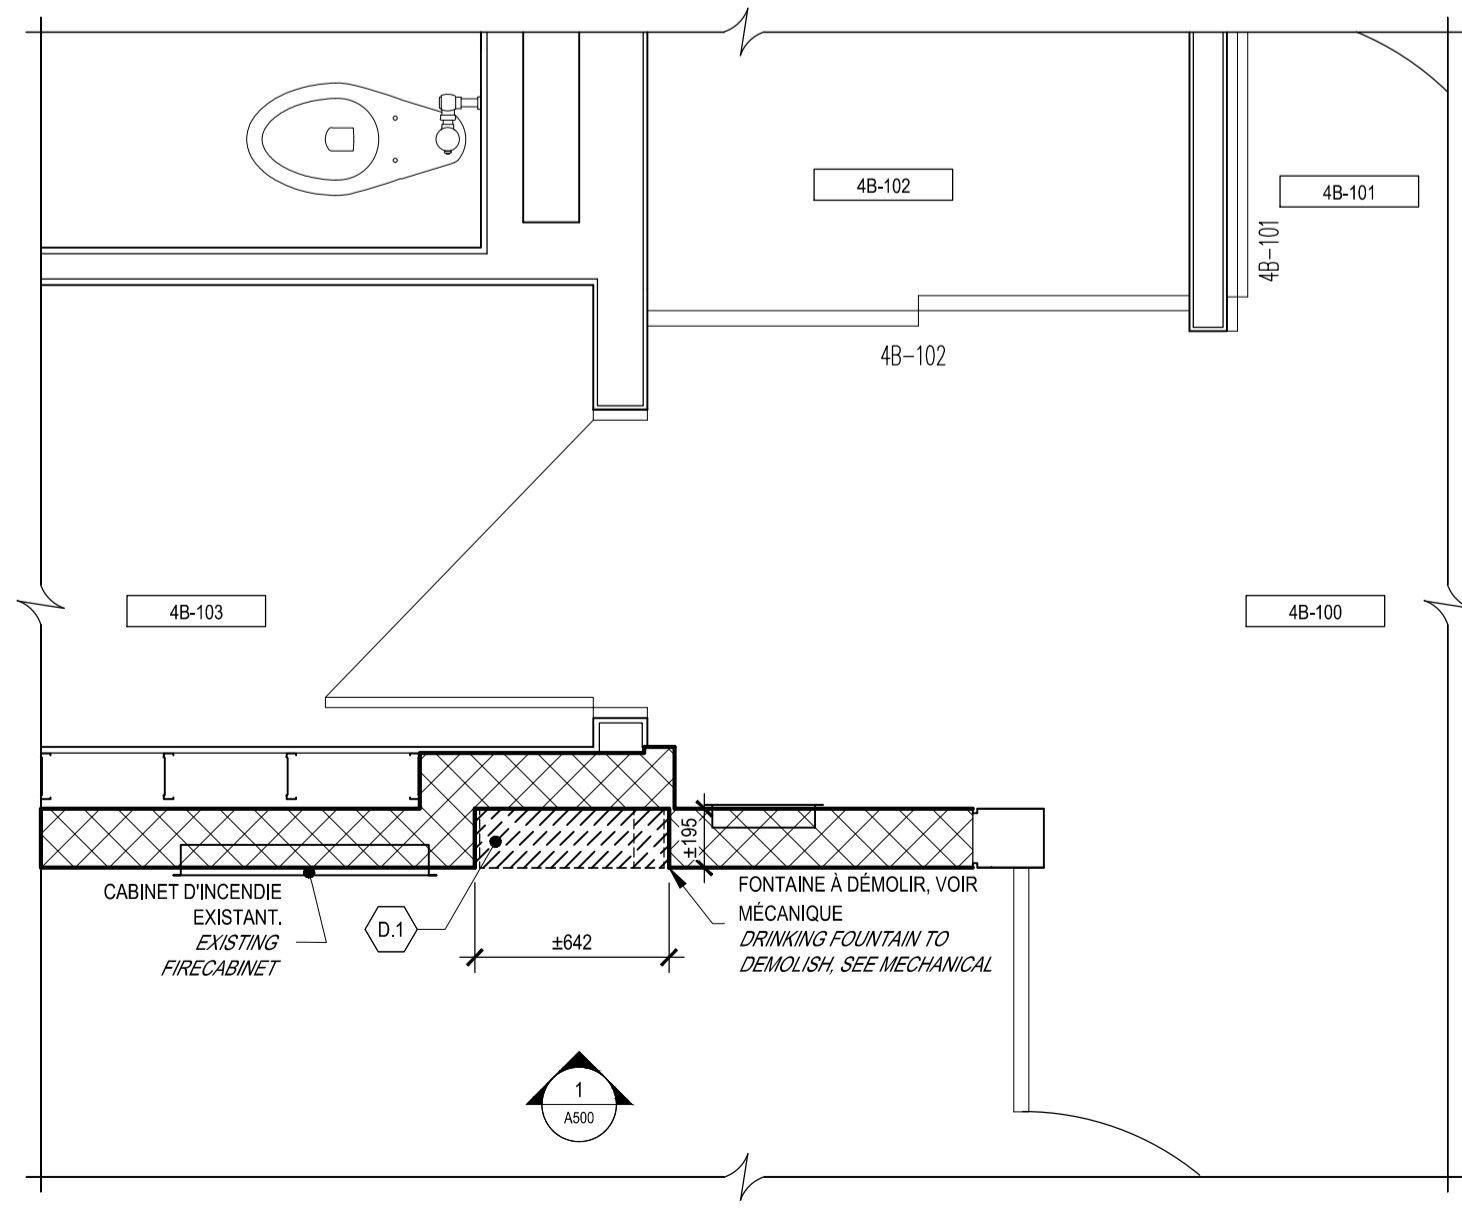 4B-102
4B-101
4B-101
4B-102
4B-103
4B-100
±195
CABINET D'INCENDIE
EXISTANT.
EXISTING
FIRECABINET
D.1
±642
FONTAINE À DÉMOLIR, VOIR
MÉCANIQUE
DRINKING FOUNTAIN TO
DEMOLISH, SEE MECHANICAL
1
A500